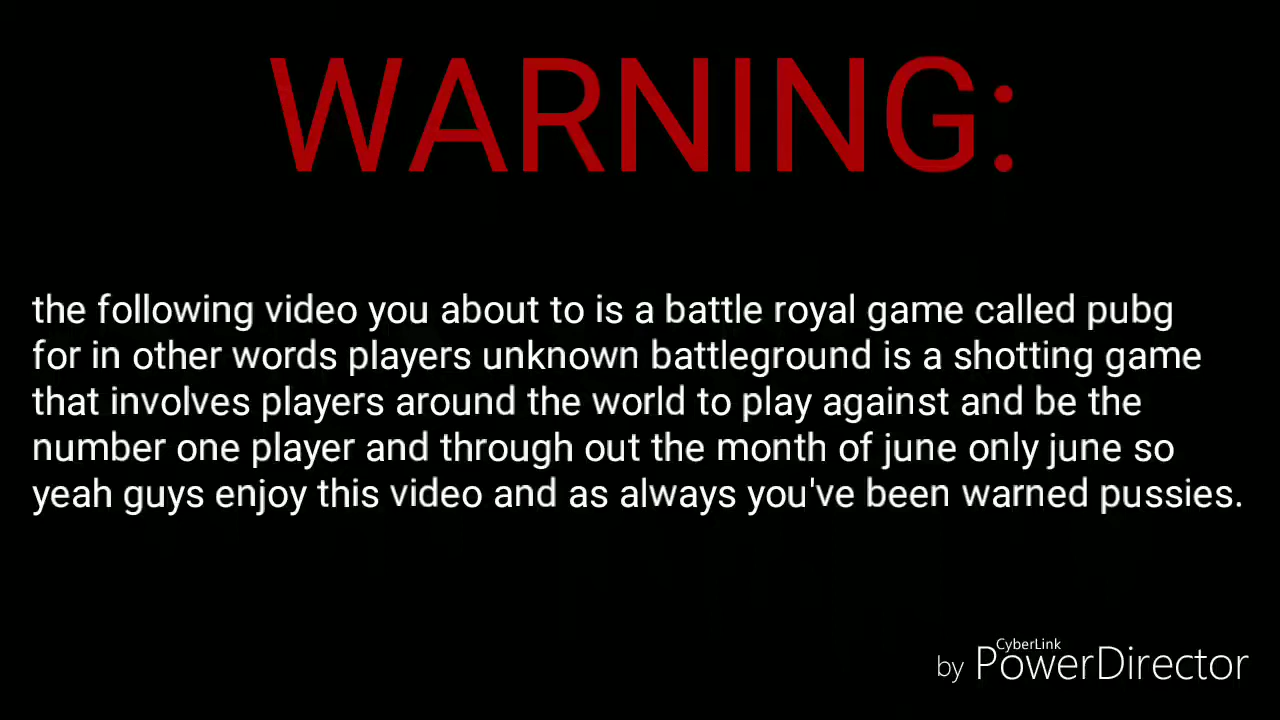 WARNING:
the following video you about to is a battle royal game called pubg
for in other words players unknown battleground is a shotting game
that involves players around the world to play against and be the
number one player and through out the month of june only june so
yeah guys enjoy this video and as always you've been warned pussies.
CyberLink
by PowerDirector